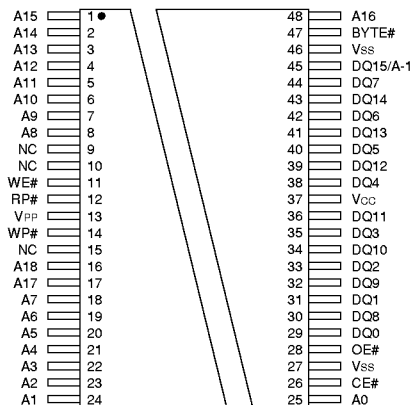 A15 1 48 A16
A14 2 47 BYTE#
A13 3 46 Vss
A12 4 45 DQ15/A-1
A11 5 44 DQ7
A10 6 43 DQ14
A9 7 42 DQ6
A8 8 41 DQ13
NC 9 40 DQ5
NC 10 39 DQ12
WE# 11 38 DQ4
RP# 12 37 Vcc
VPP 13 36 DQ11
WP# 14 35 DQ3
NC 15 34 DQ10
A18 16 33 DQ2
A17 17 32 DQ9
A7 18 31 DQ1
A6 19 30 DQ8
A5 20 29 DQ0
A4 21 28 OE#
A3 22 27 Vss
A2 23 26 CE#
A1 24 25 A0